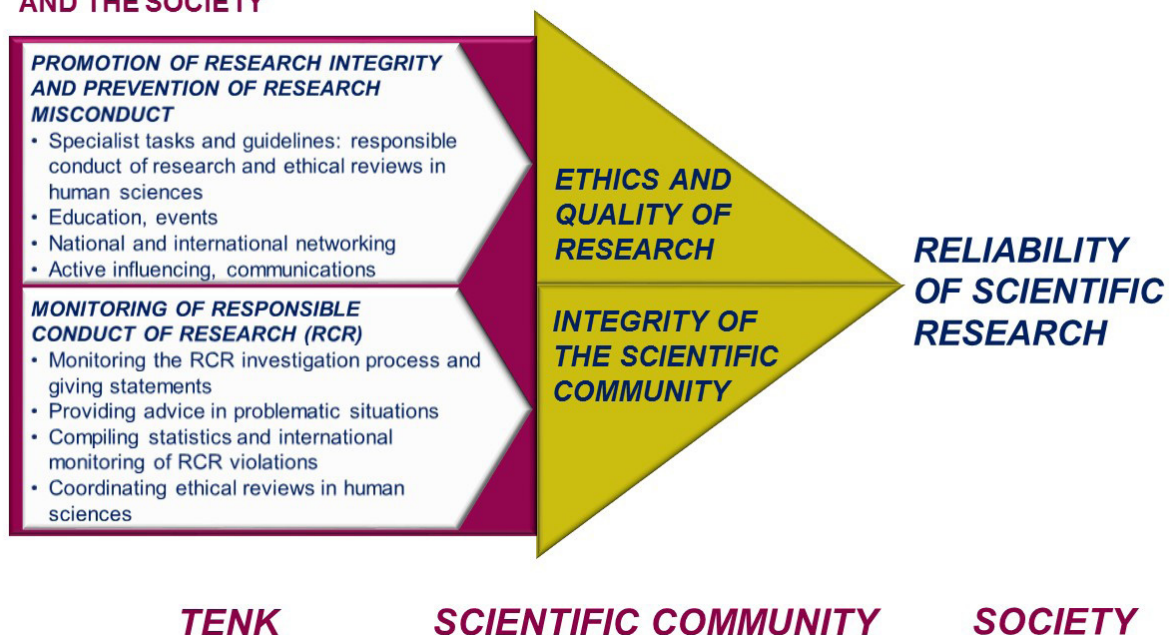 AND THE SOCIETY
PROMOTION OF RESEARCH INTEGRITY
AND PREVENTION OF RESEARCH
MISCONDUCT
• Specialist tasks and guidelines: responsible
conduct of research and ethical reviews in
human sciences
• Education, events
• National and international networking
• Active influencing, communications
MONITORING OF RESPONSIBLE
CONDUCT OF RESEARCH (RCR)
• Monitoring the RCR investigation process and
giving statements
• Providing advice in problematic situations
• Compiling statistics and international
monitoring of RCR violations
• Coordinating ethical reviews in human
sciences
ETHICS AND
QUALITY OF
RESEARCH
INTEGRITY OF
THE SCIENTIFIC
COMMUNITY
RELIABILITY
OF SCIENTIFIC
RESEARCH
TENK
SCIENTIFIC COMMUNITY
SOCIETY